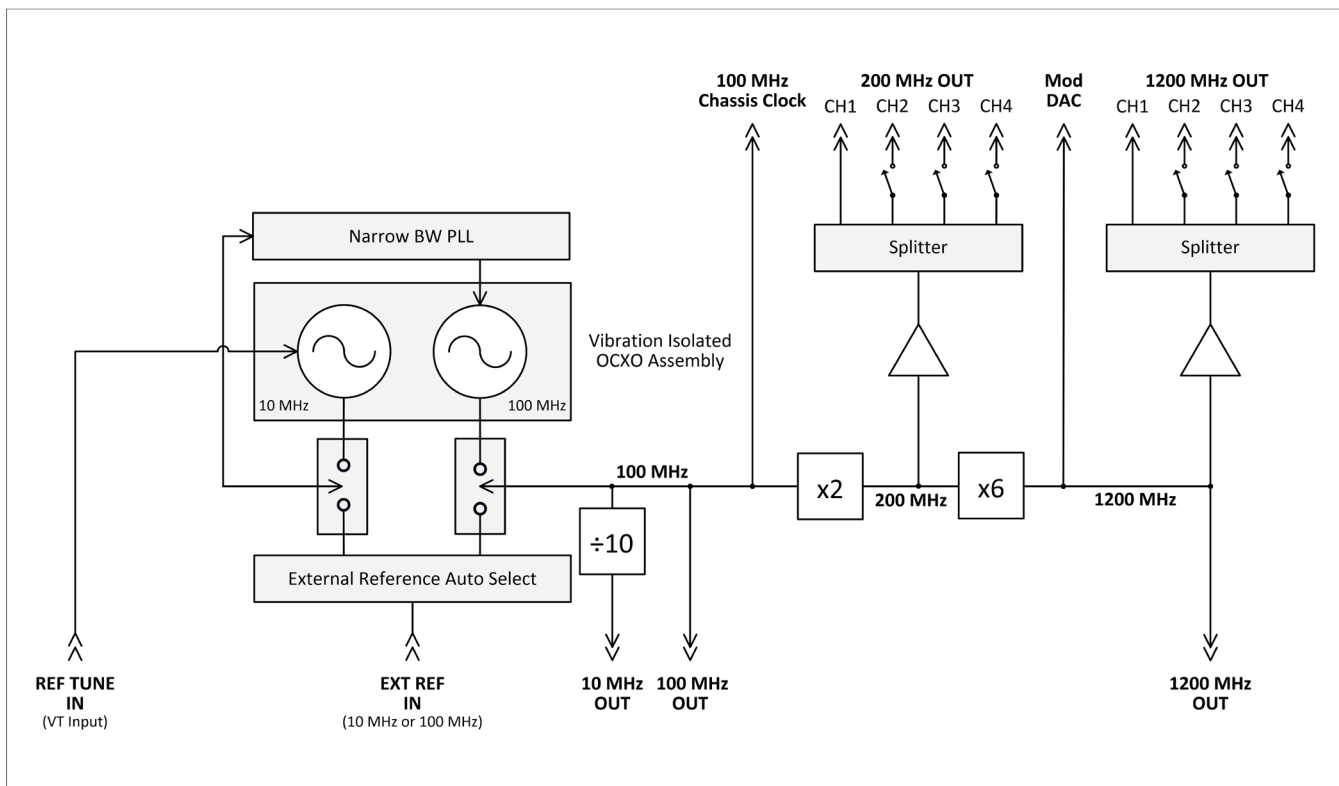 100 MHz
Chassis Clock
200 MHz OUT
CH1 CH2 CH3 CH4
Mod
DAC
1200 MHz OUT
CH1 CH2 CH3 CH4
Narrow BW PLL
Splitter
Splitter
Vibration Isolated
OCXO Assembly
10 MHz
100 MHz
100 MHz
x2
200 MHz
x6
1200 MHz
÷10
External Reference Auto Select
REF TUNE
IN
(VT Input)
EXT REF
IN
(10 MHz or 100 MHz)
10 MHz
OUT
100 MHz
OUT
1200 MHz
OUT